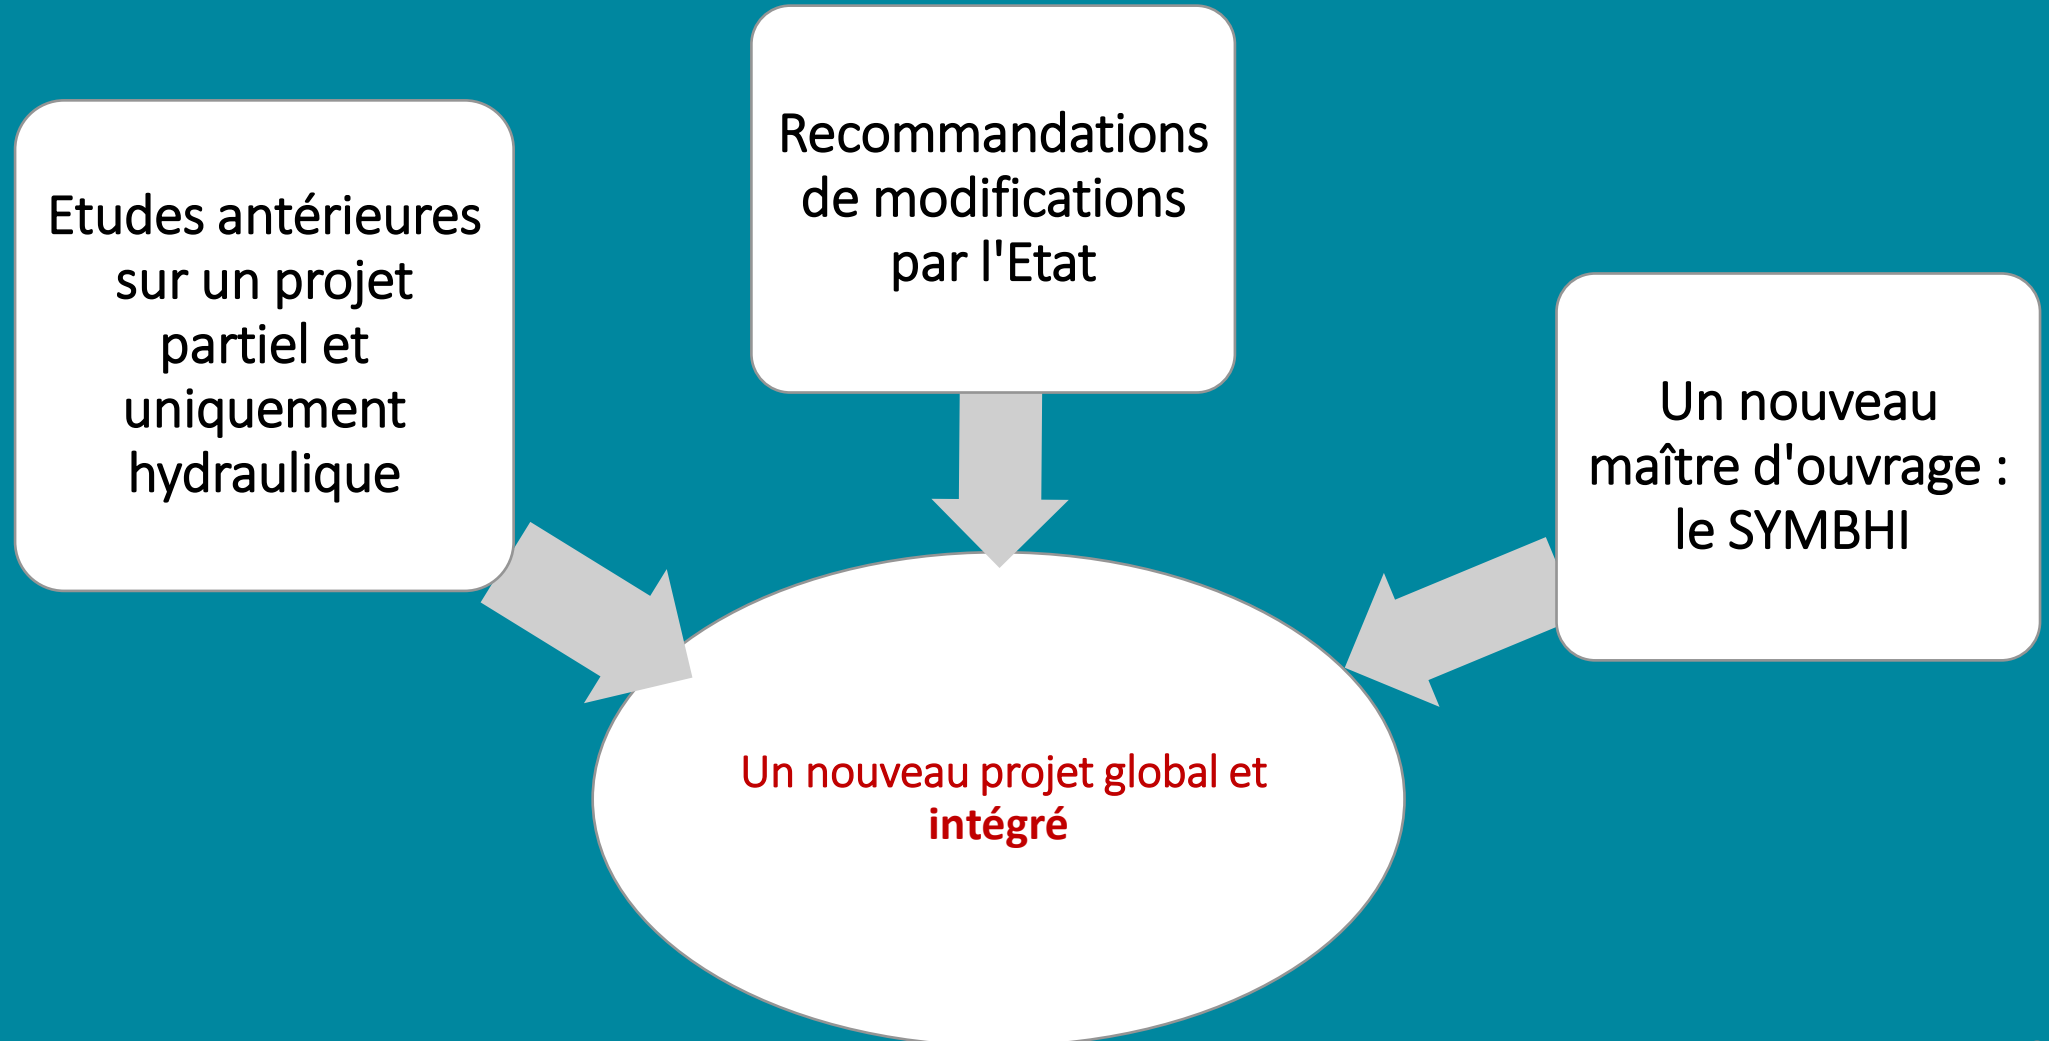 Etudes antérieures
sur un projet
partiel et
uniquement
hydraulique
Recommandations
de modifications
par l'Etat
Un nouveau
maître d'ouvrage :
le SYMBHI
Un nouveau projet global et
intégré